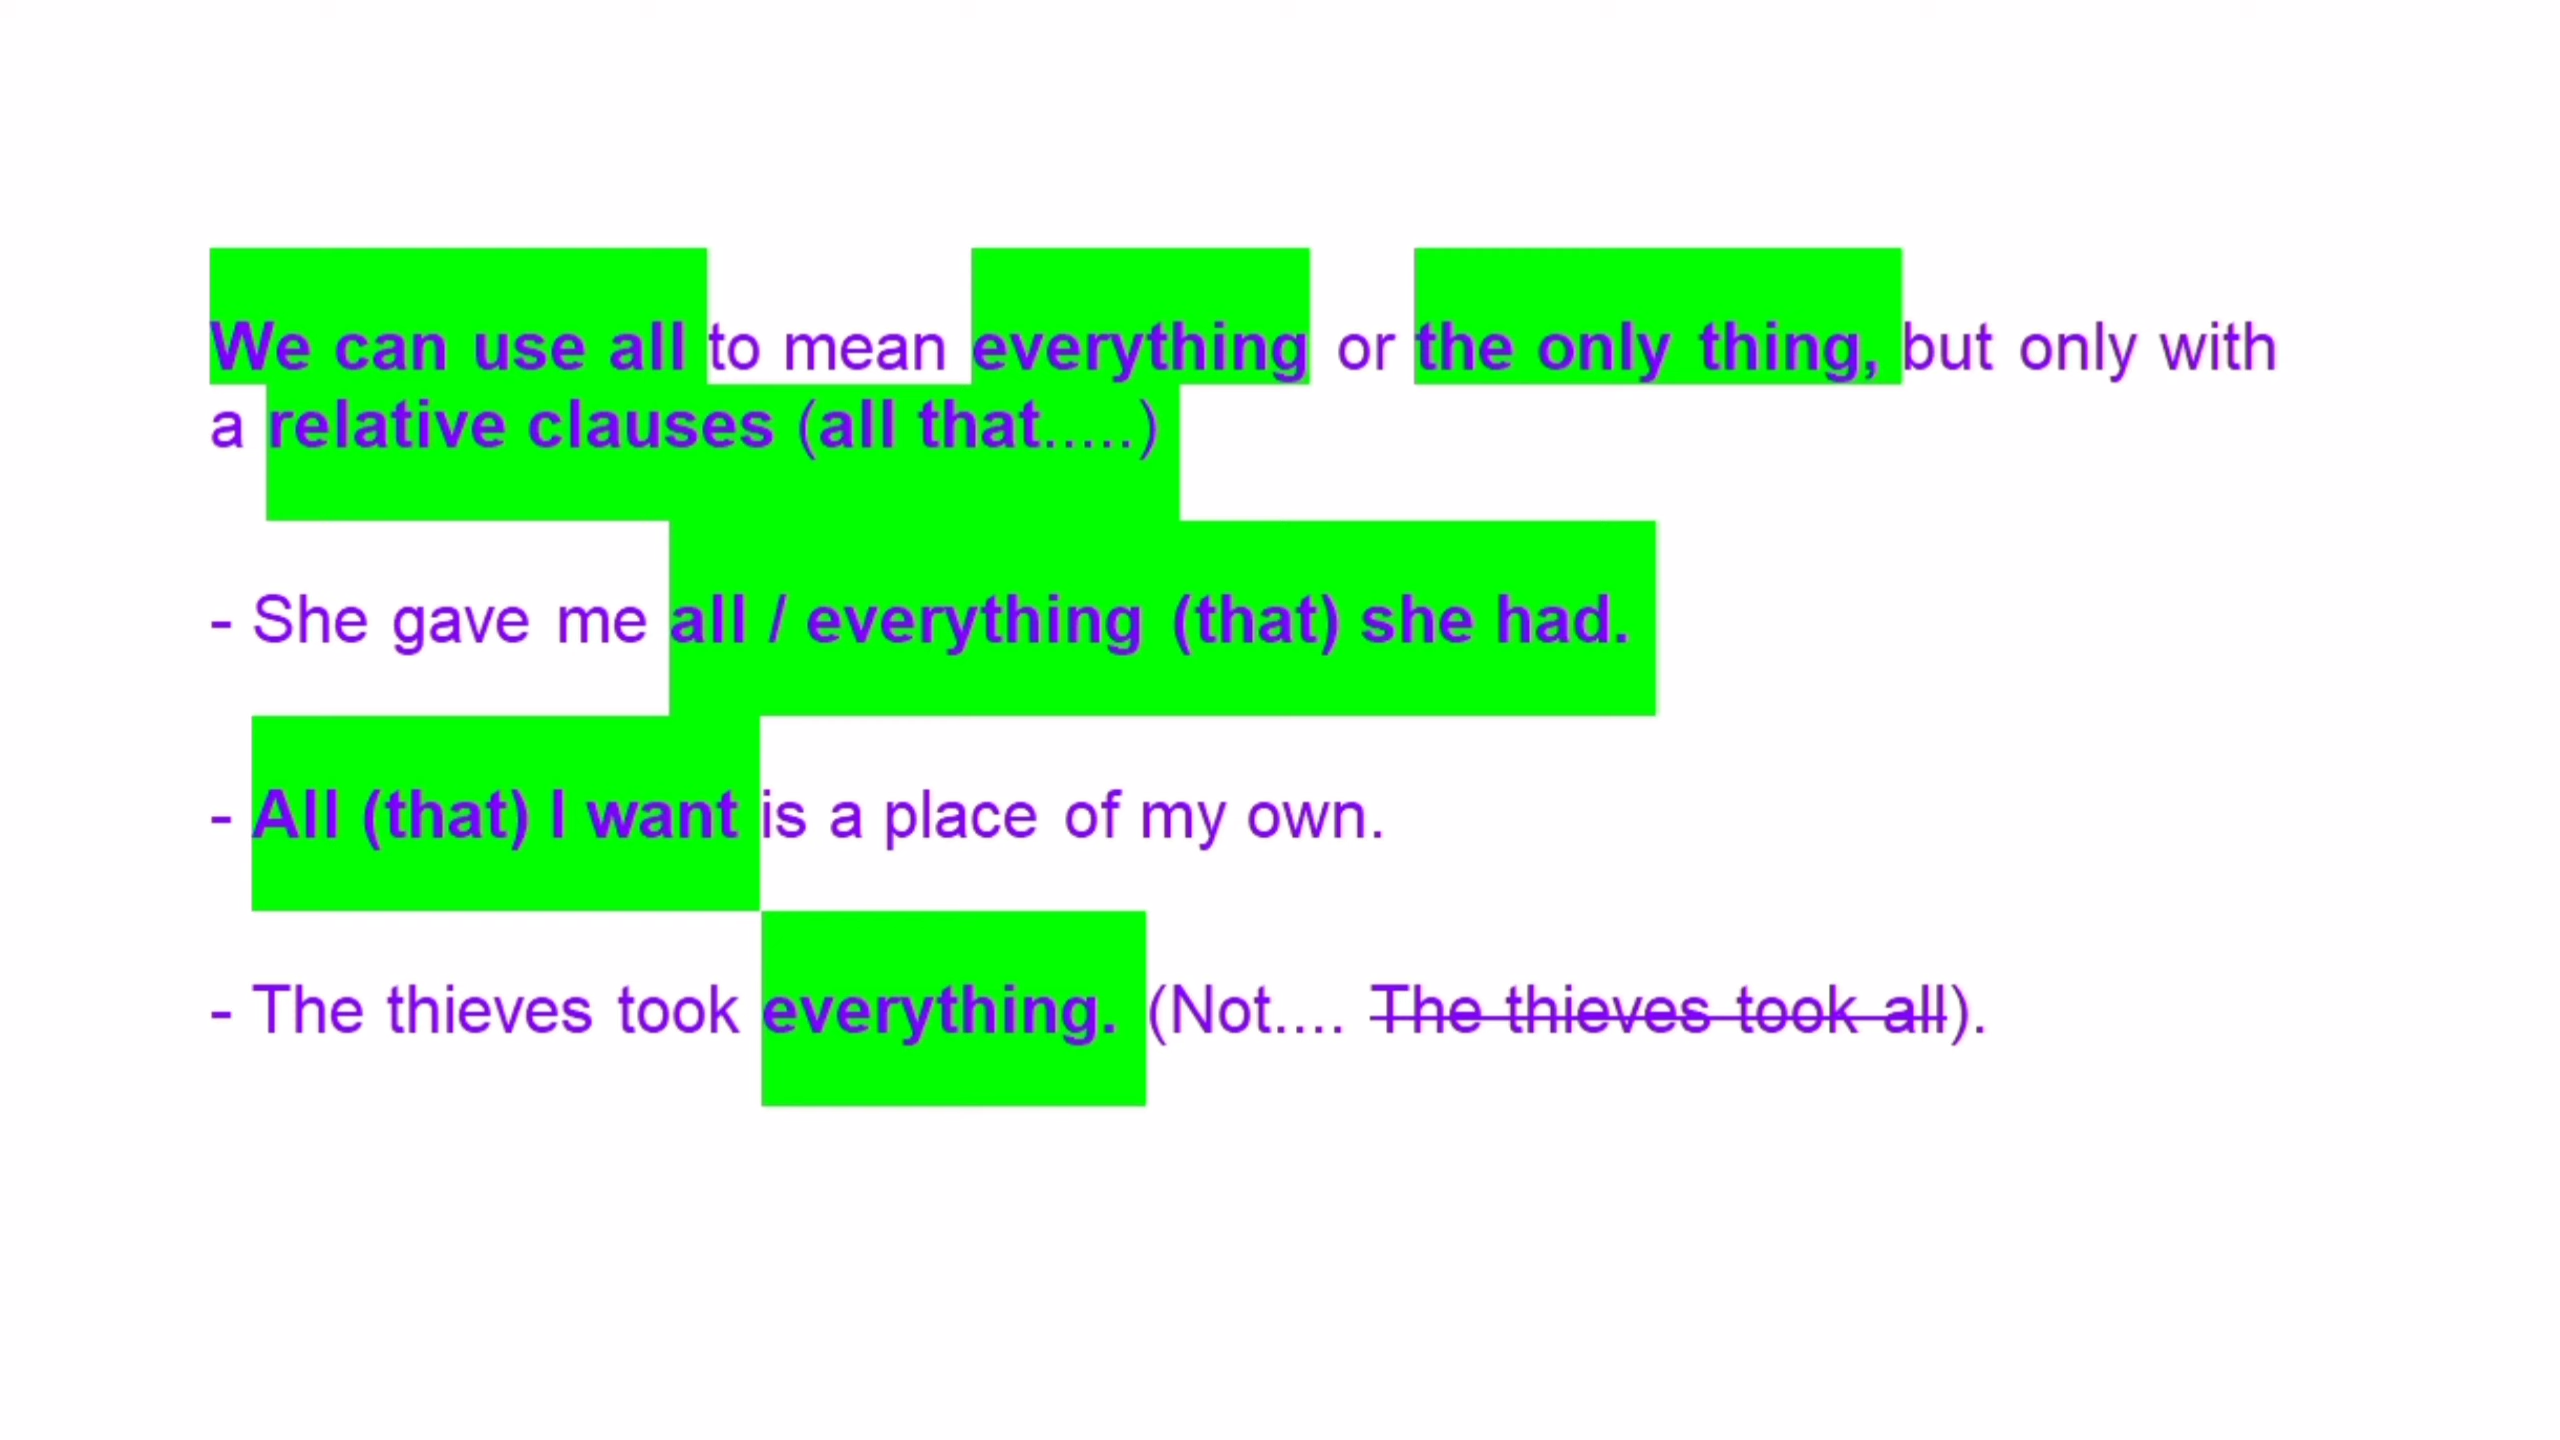 We can use all to mean everything or the only thing, but only with
a relative clauses (all that.....)
- She gave me all / everything (that) she had.
- All (that) I want is a place of my own.
- The thieves took everything. (Not.... The thieves took all).